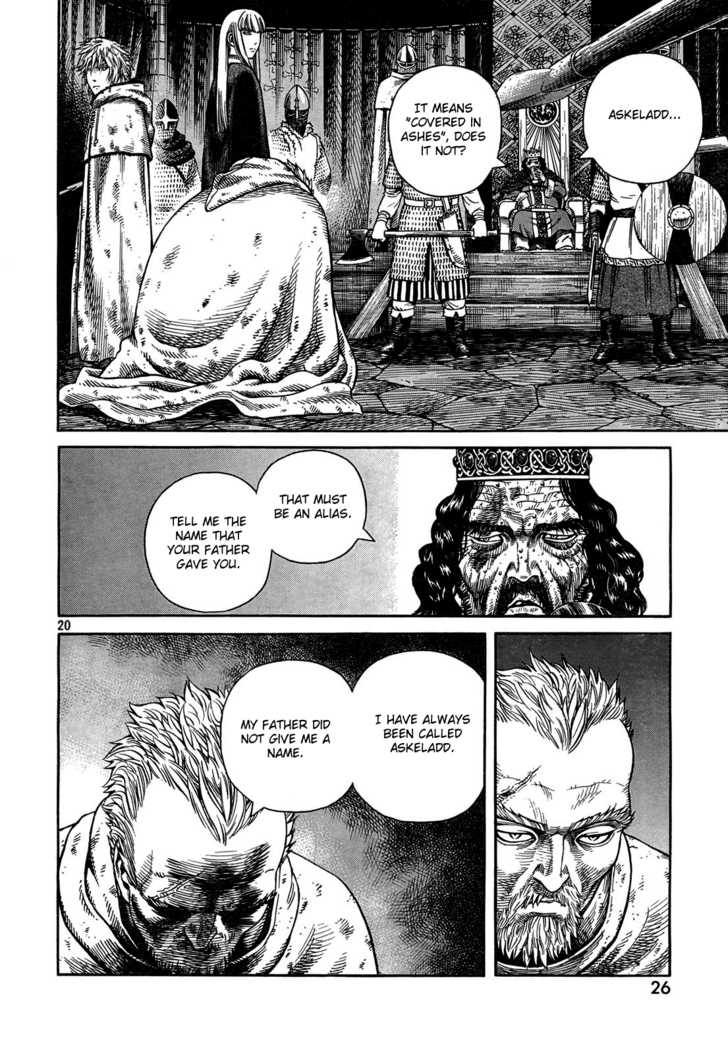 ASKELADD...
IT MEANS
"COVERED IN
ASHES", DOES
IT NOT?
THAT MUST
BE AN ALIAS.
TELL ME THE
NAME THAT
YOUR FATHER
GAVE YOU.
20
I HAVE ALWAYS
BEEN CALLED
ASKELADD.
MY FATHER DID
NOT GIVE ME A
NAME.
26